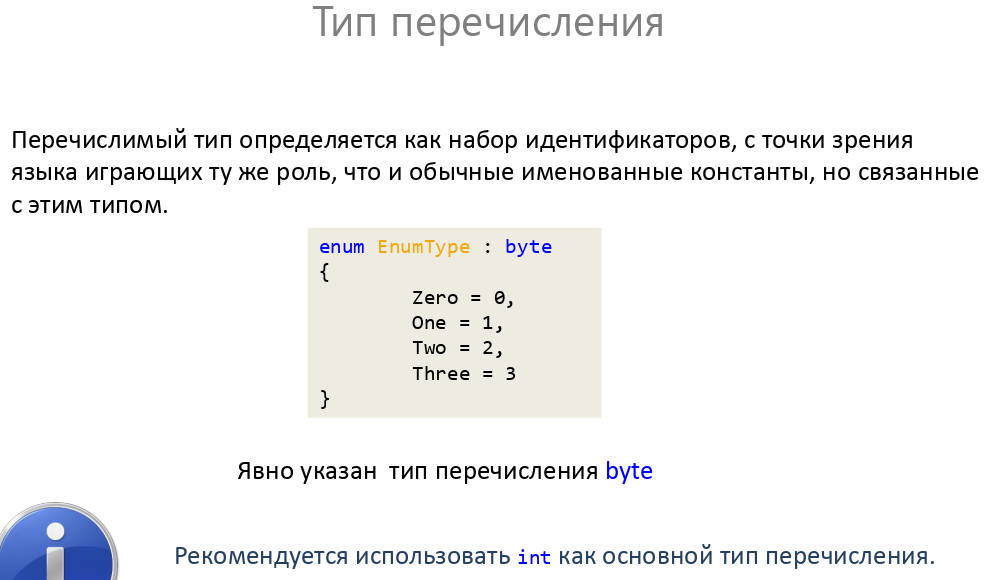 Тип перечисления
Перечислимый тип определяется как набор идентификаторов, с точки зрения
языка играющих ту же роль, что и обычные именованные константы, но связанные
с этим типом.
enum EnumType : byte
{
Zero = 0,
One = 1,
Two = 2,
Three = 3
}
Явно указан  тип перечисления byte
Рекомендуется использовать int как основной тип перечисления.